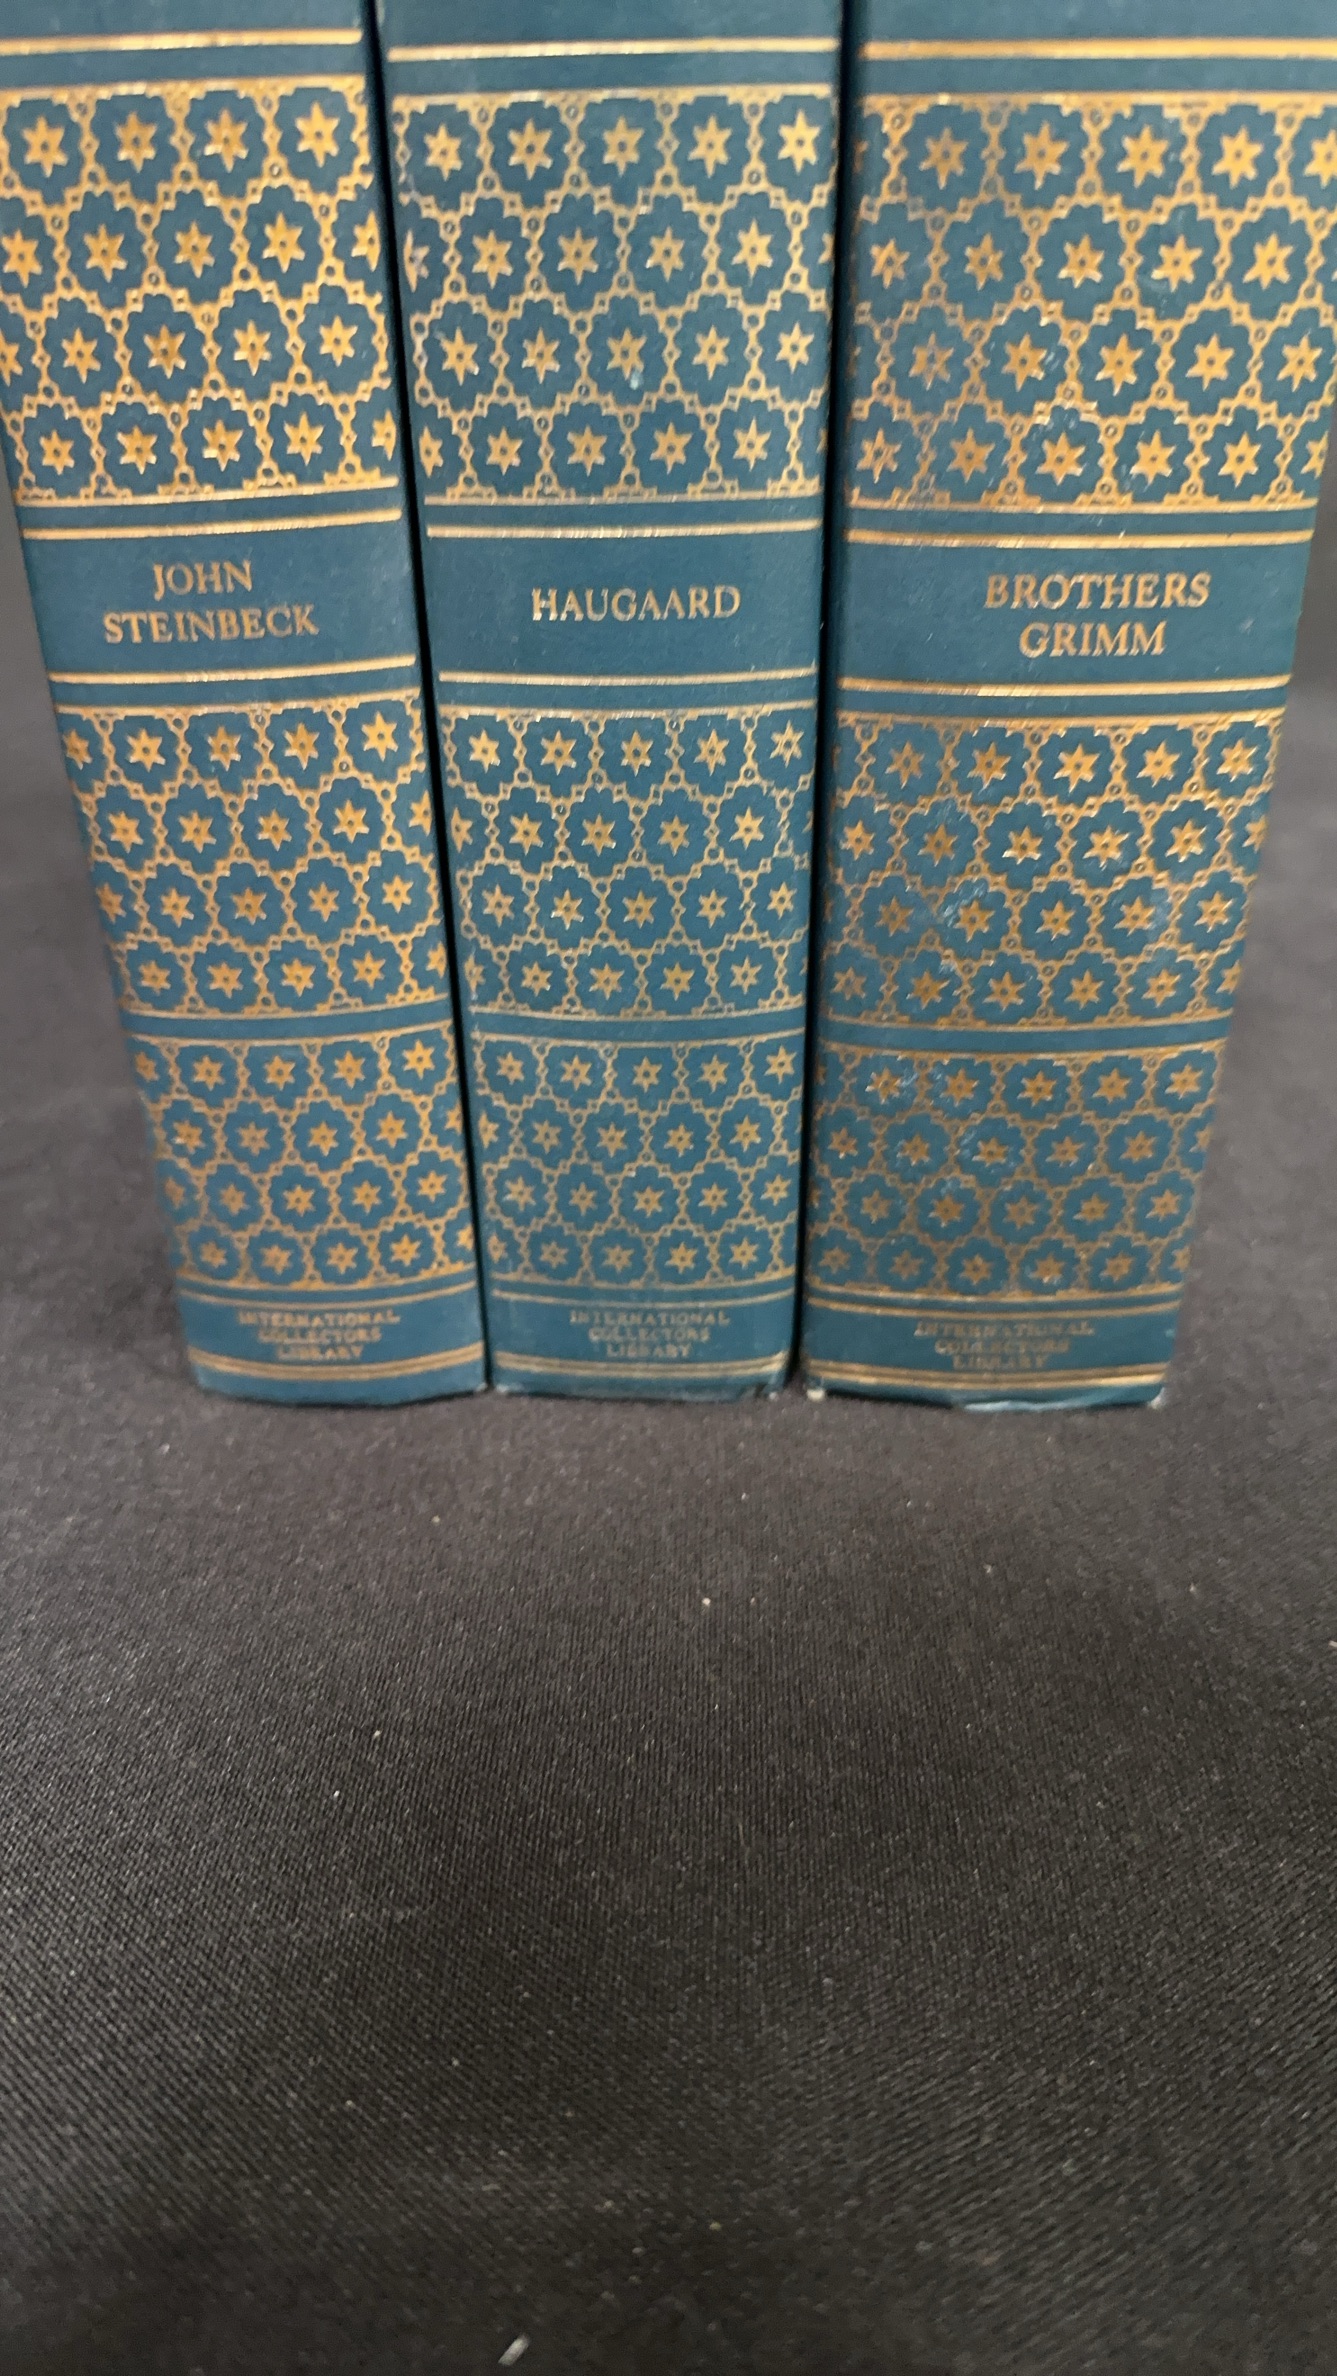 JOHN
STEINBECK
INTERNATIONAL
COLLECTORS
LIBRARY
HAUGAARD
INTERNATIONAL
COLLECTORS
LIBRARY
BROTHERS
GRIMM
INTERNATIONAL
COLLECTORS
LIBRARY